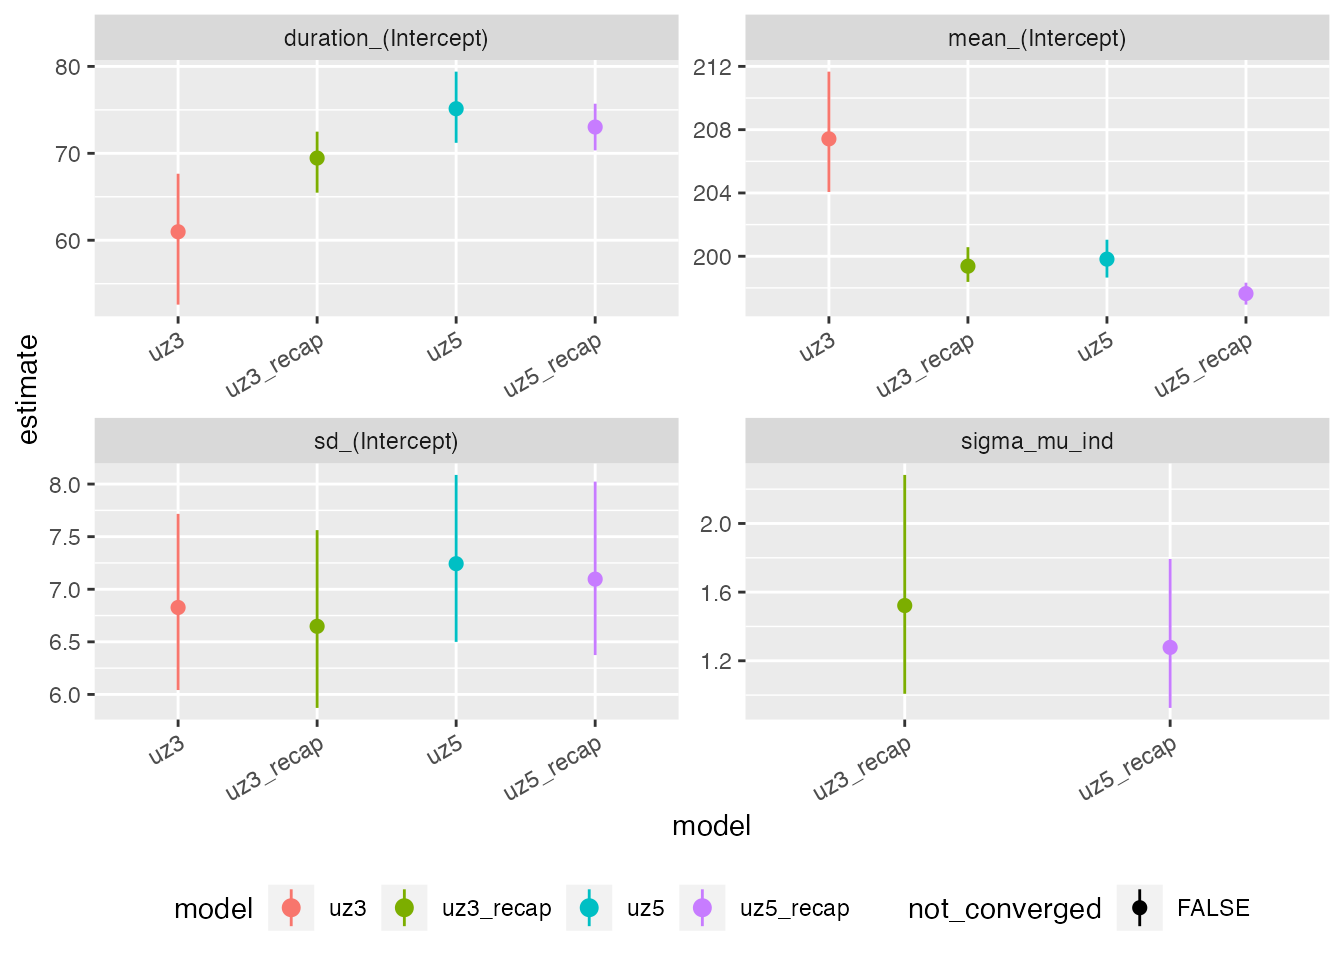 duration_(Intercept)
mean_(Intercept)
80
70
60
212
208
204
200
uz3
uz3_recap
uz5
uz5_recap
uz3
uz3_recap
uz5
uz5_recap
estimate
sd_(Intercept)
sigma_mu_ind
8.0
7.5
7.0
6.5
6.0
2.0
1.6
1.2
uz3
uz3_recap
uz5
uz5_recap
uz3_recap
uz5_recap
model
model uz3 uz3_recap uz5 uz5_recap not_converged FALSE